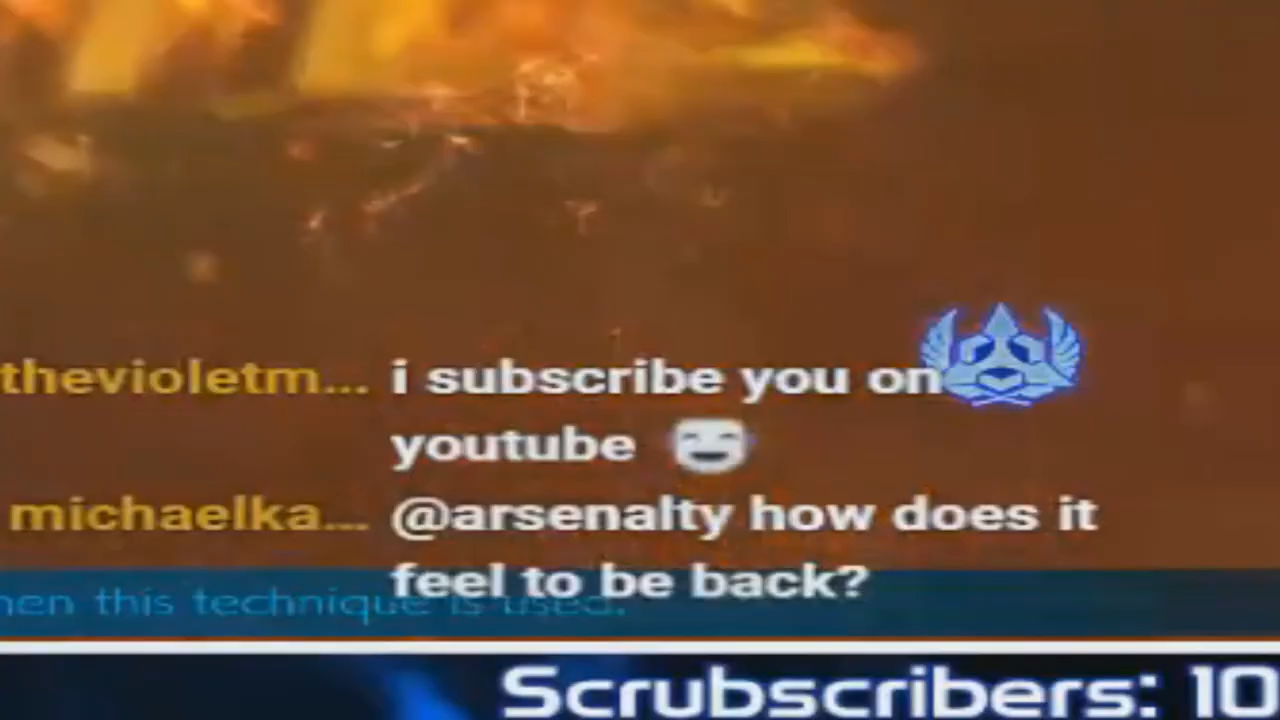 thevioletm... i subscribe you on
youtube
michaelka... @arsenalty how does it
feel to be back?
hen this technique is used.
Scrubscribers: 10